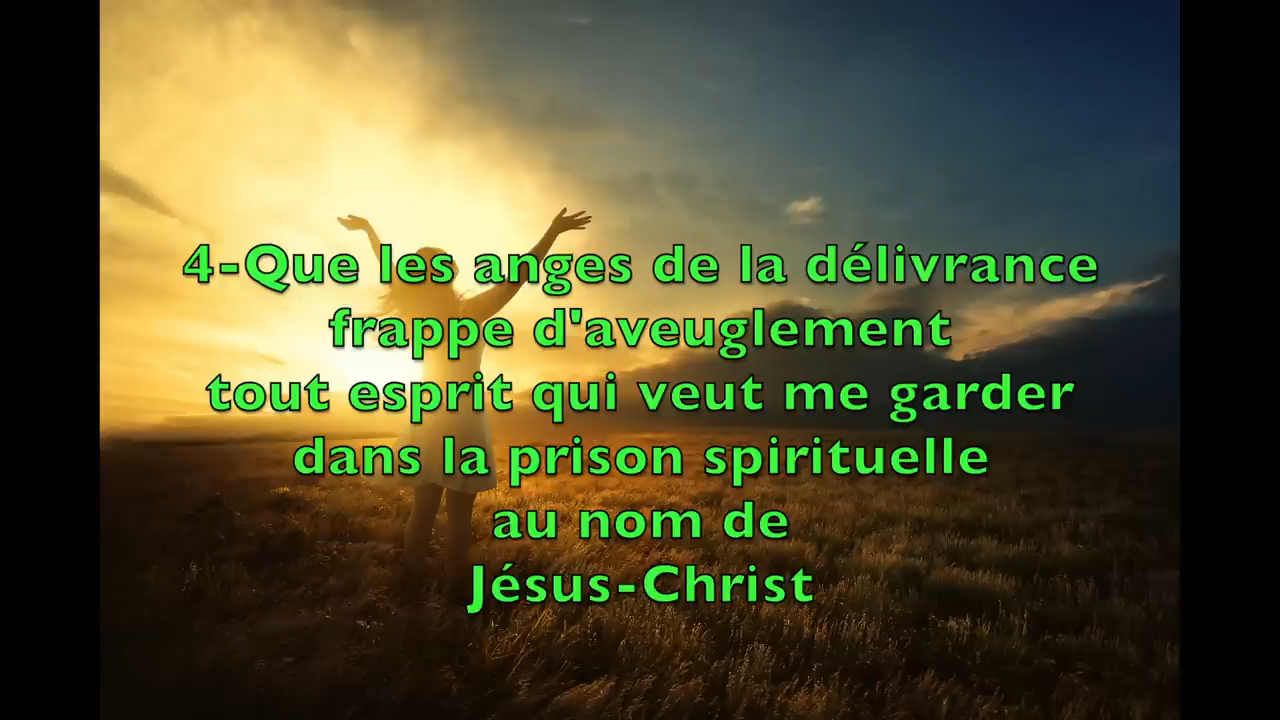 4-Que les anges de la délivrance
frappe d'aveuglement
tout esprit qui veut me garder
dans la prison spirituelle
au nom de
Jésus-Christ